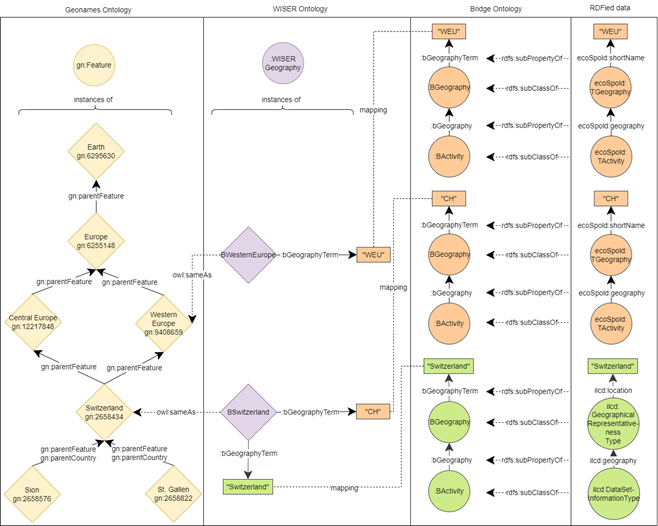 Geonames Ontology
WISER Ontology
Bridge Ontology
RDFied data
gn:Feature
instances of
Earth
gn:6295630
gn:parentFeature
Europe
gn:6255148
gn:parentFeature
gn:parentFeature
Central Europe
gn:12217848
Western
Europe
gn:9408659
gn:parentFeature
gn:parentFeature
Switzerland
gn:2658434
gn:parentFeature
gn:parentCountry
gn:parentFeature
gn:parentCountry
Sion
gn:2658576
St. Gallen
gn:2658822
:WISER
Geography
instances of
mapping
BWesternEurope
:bGeographyTerm
"WEU"
owl:sameAs
mapping
owl:sameAs
BSwitzerland
:bGeographyTerm
"CH"
:bGeographyTerm
"Switzerland"
mapping
"WEU"
"WEU"
:bGeographyTerm
rdfs:subPropertyOf
ecoSpold:shortName
BGeography
rdfs:subClassOf
ecoSpold:
TGeography
:bGeography
rdfs:subPropertyOf
ecoSpold:geography
:BActivity
rdfs:subClassOf
ecoSpold:
TActivity
"CH"
"CH"
:bGeographyTerm
rdfs:subPropertyOf
ecoSpold:shortName
BGeography
rdfs:subClassOf
ecoSpold:
TGeography
:bGeography
rdfs:subPropertyOf
ecoSpold:geography
BActivity
rdfs:subClassOf
ecoSpold:
TActivity
"Switzerland"
"Switzerland"
:bGeographyTerm
rdfs:subPropertyOf
ilcd:location
BGeography
rdfs:subClassOf
ilcd:
Geographical
Representative-
ness
Type
:bGeography
rdfs:subPropertyOf
ilcd:geography
:BActivity
rdfs:subClassOf
ilcd:DataSet-
InformationType